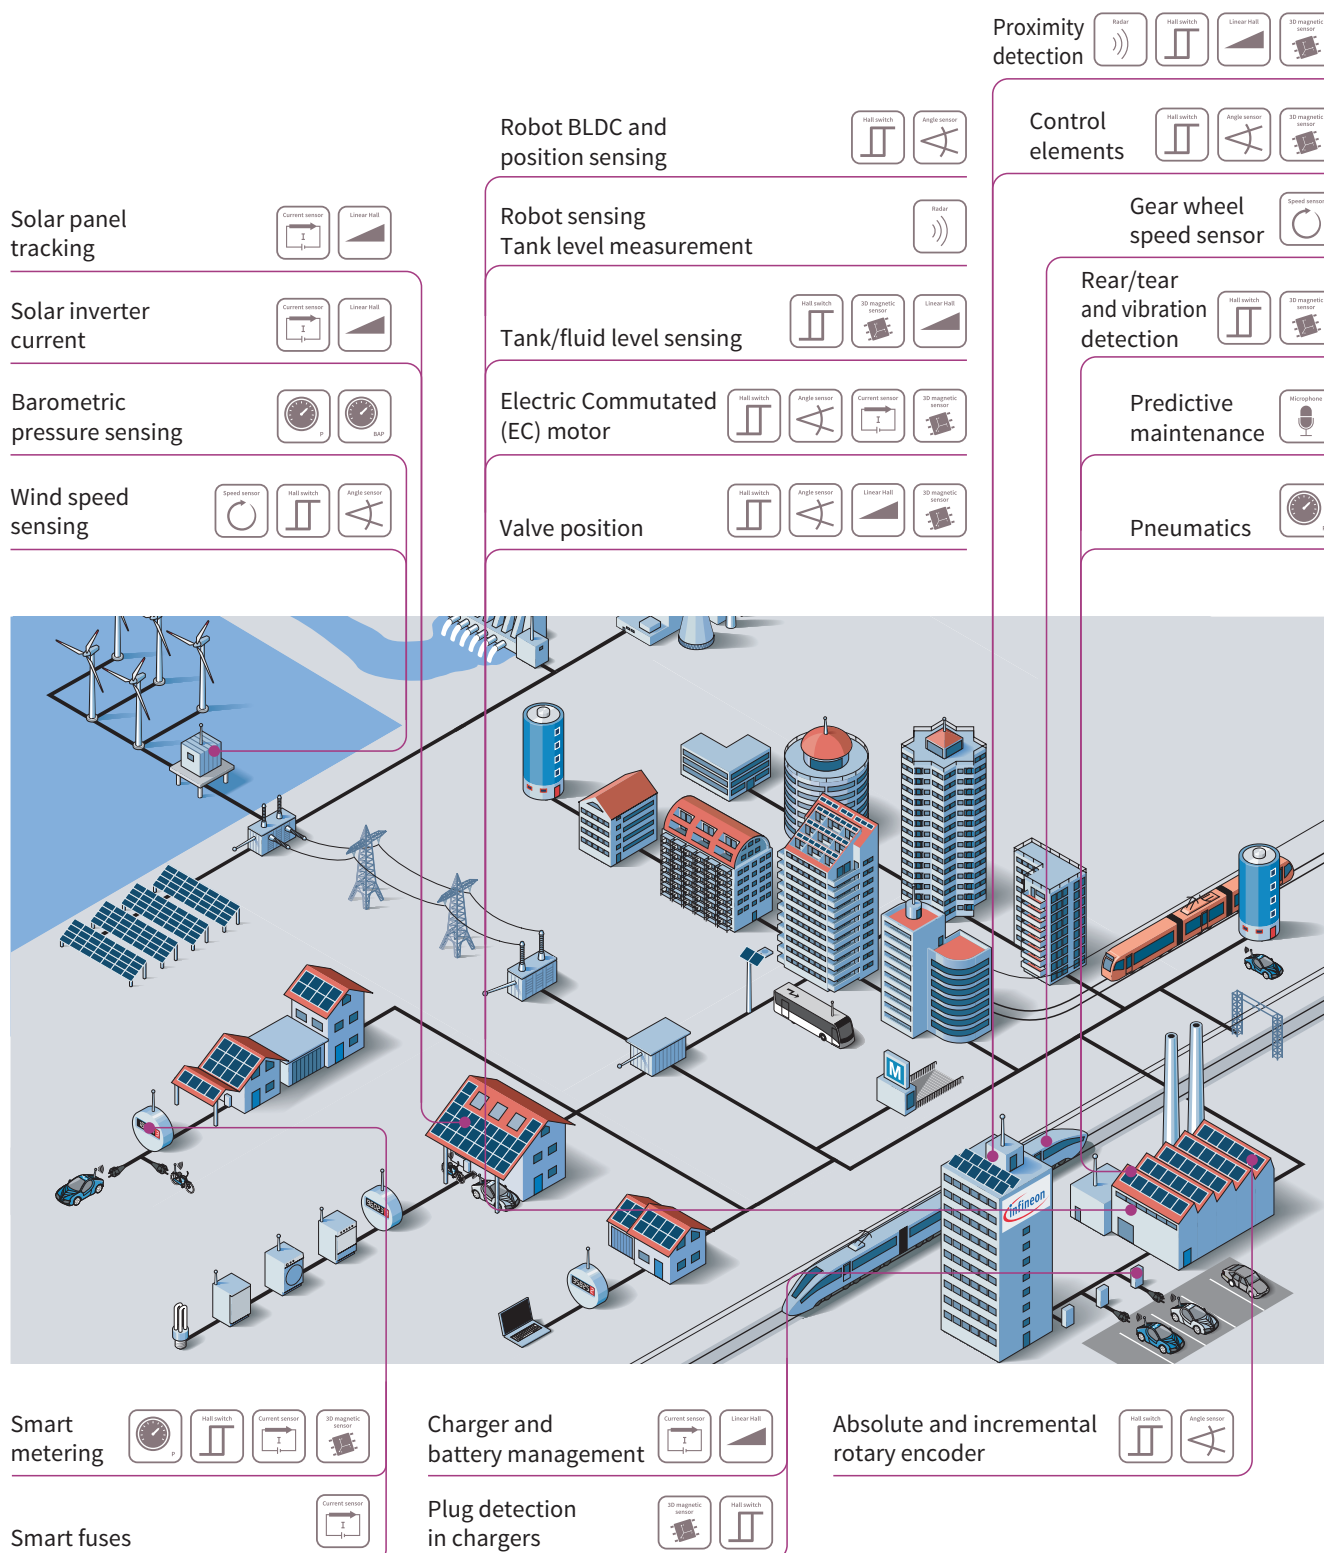 Proximity
detection
Radar
Hall switch
Linear Hall
3D magnetic
sensor
Robot BLDC and
position sensing
Hall switch
Angle sensor
Control
elements
Hall switch
Angle sensor
3D magnetic
sensor
Solar panel
tracking
Current sensor
I
Linear Hall
Robot sensing
Tank level measurement
Radar
Gear wheel
speed sensor
Speed sensor
Solar inverter
current
Current sensor
I
Linear Hall
Tank/fluid level sensing
Hall switch
3D magnetic
sensor
Linear Hall
Rear/tear
and vibration
detection
Hall switch
3D magnetic
sensor
Barometric
pressure sensing
P
BAP
Electric Commutated
(EC) motor
Hall switch
Angle sensor
Current sensor
I
3D magnetic
sensor
Predictive
maintenance
Microphone
Wind speed
sensing
Speed sensor
Hall switch
Angle sensor
Valve position
Hall switch
Angle sensor
Linear Hall
3D magnetic
sensor
Pneumatics
M
infineon
Smart
metering
P
Hall switch
Current sensor
I
3D magnetic
sensor
Charger and
battery management
Current sensor
I
Linear Hall
Absolute and incremental
rotary encoder
Hall switch
Angle sensor
Smart fuses
Current sensor
I
Plug detection
in chargers
3D magnetic
sensor
Hall switch